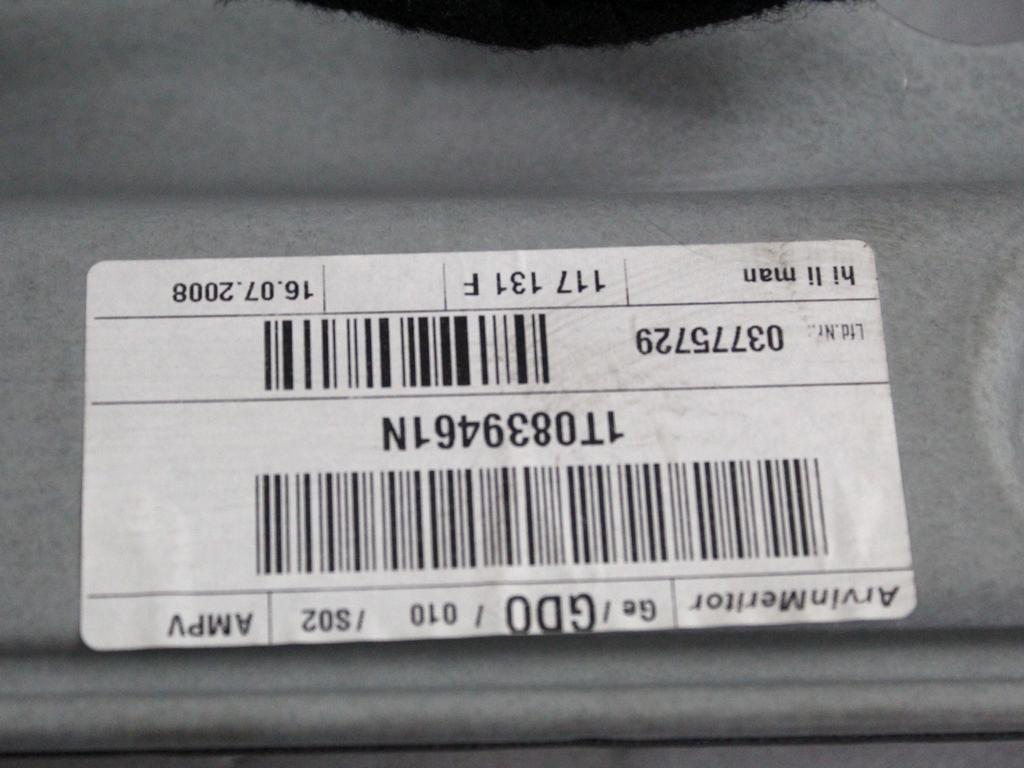 ArvinMeritor Ge / GD0 / 010 /S02 AMPV
1T0839461N
Lfd.Nr.: 03775729
hi li man 117 131 F 16.07.2008